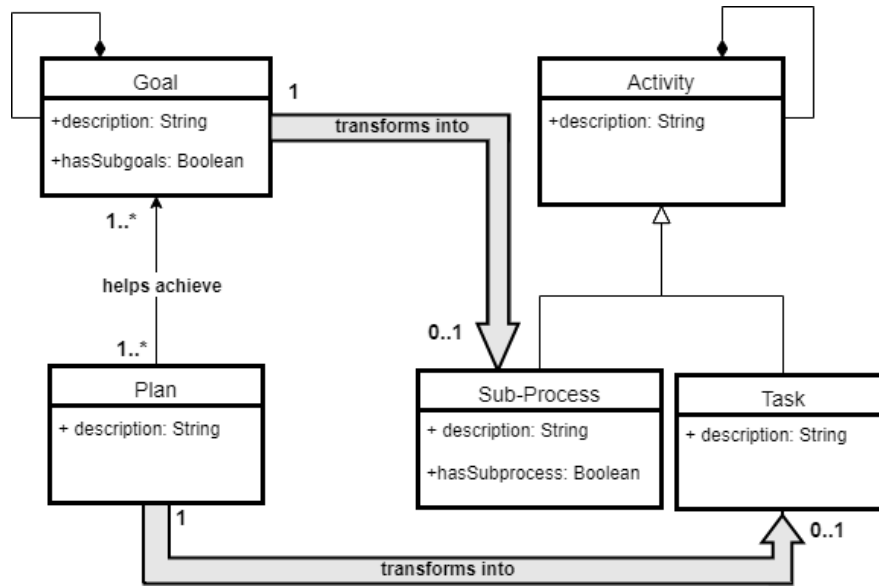 Goal
+description: String
+hasSubgoals: Boolean
1
transforms into
Activity
+description: String
1..*
helps achieve
1..*
0..1
Plan
+ description: String
Sub-Process
+ description: String
+hasSubprocess: Boolean
Task
+ description: String
1
transforms into
0..1